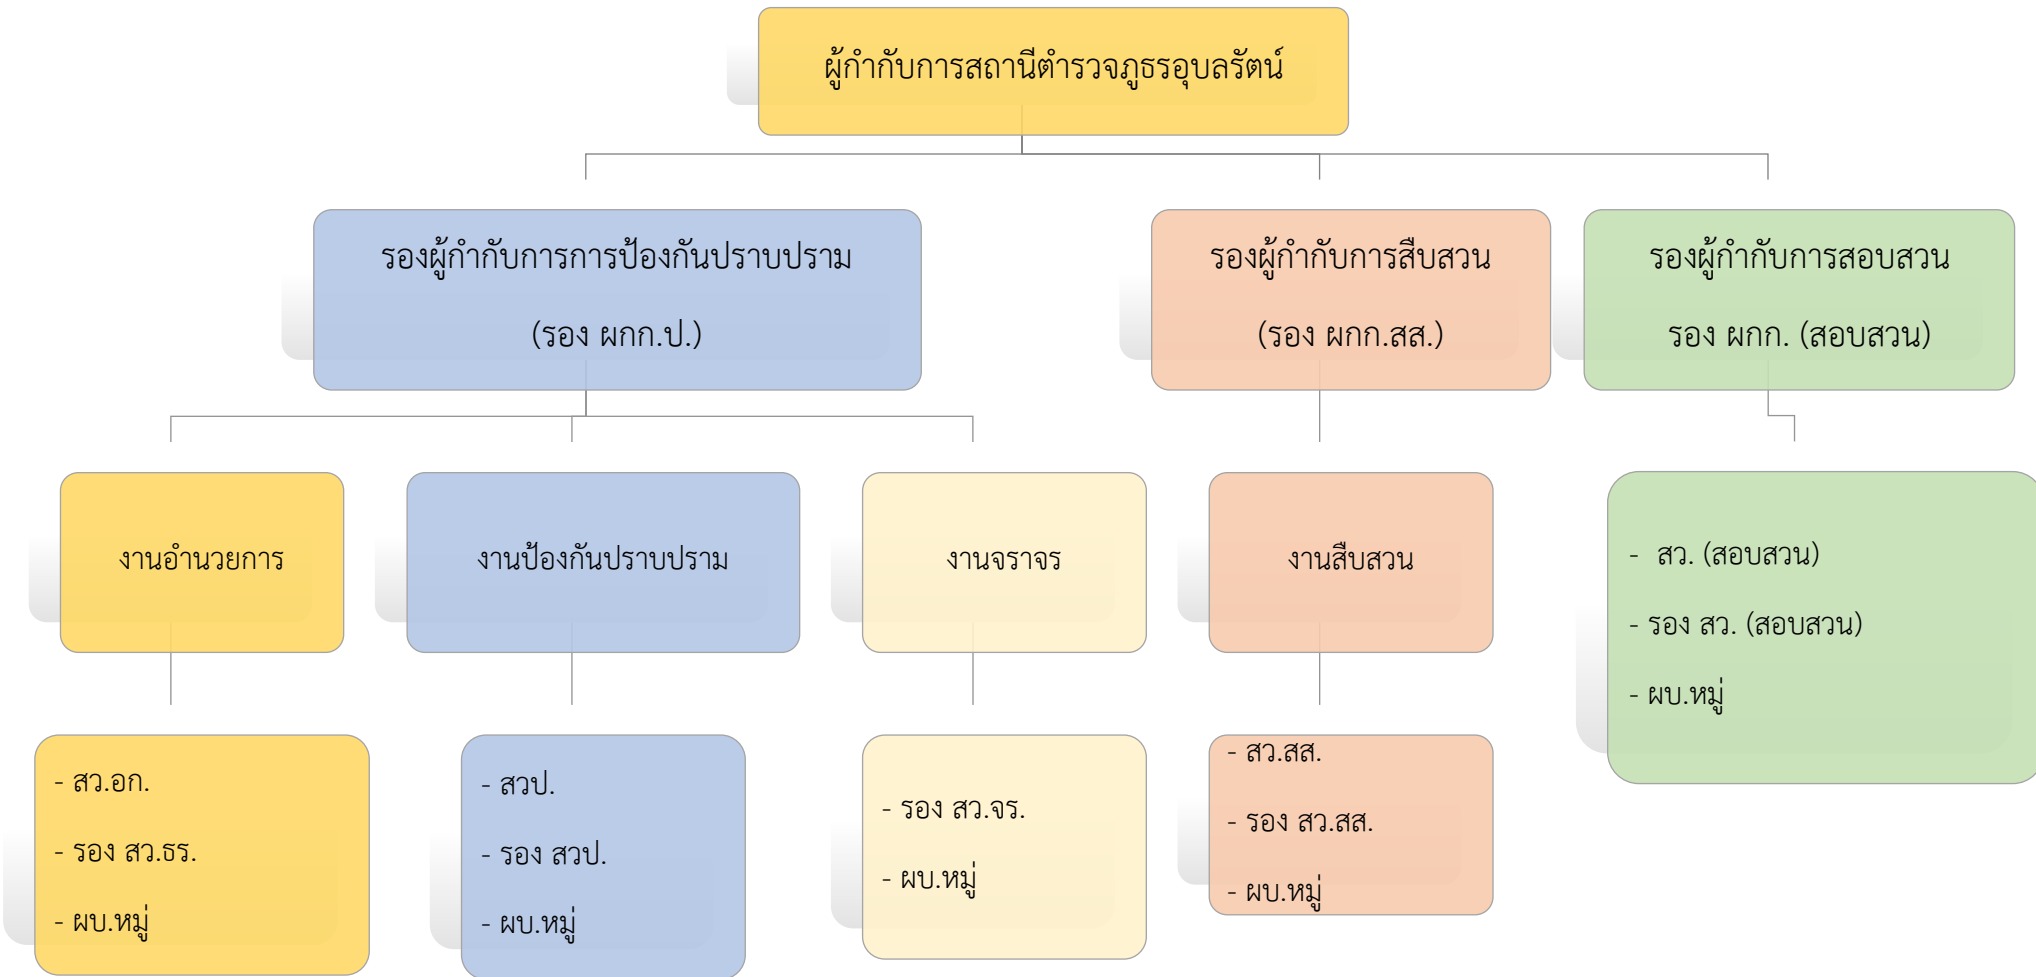 ผู้กำกับการสถานีตำรวจภูธรอุบลรัตน์
รองผู้กำกับการการป้องกันปราบปราม
(รอง ผกก.ป.)
รองผู้กำกับการสืบสวน
(รอง ผกก.สส.)
รองผู้กำกับการสอบสวน
รอง ผกก. (สอบสวน)
งานอำนวยการ
งานป้องกันปราบปราม
งานจราจร
งานสืบสวน
- สว. (สอบสวน)
- รอง สว. (สอบสวน)
- ผบ.หมู่
- สว.อก.
- รอง สว.ธร.
- ผบ.หมู่
- สวป.
- รอง สวป.
- ผบ.หมู่
- รอง สว.จร.
- ผบ.หมู่
- สว.สส.
- รอง สว.สส.
- ผบ.หมู่